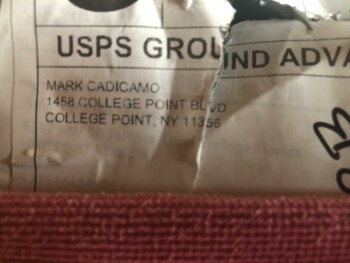 USPS GROUND ADVA
MARK CADICAMO
1458 COLLEGE POINT BLVD
COLLEGE POINT, NY 11356